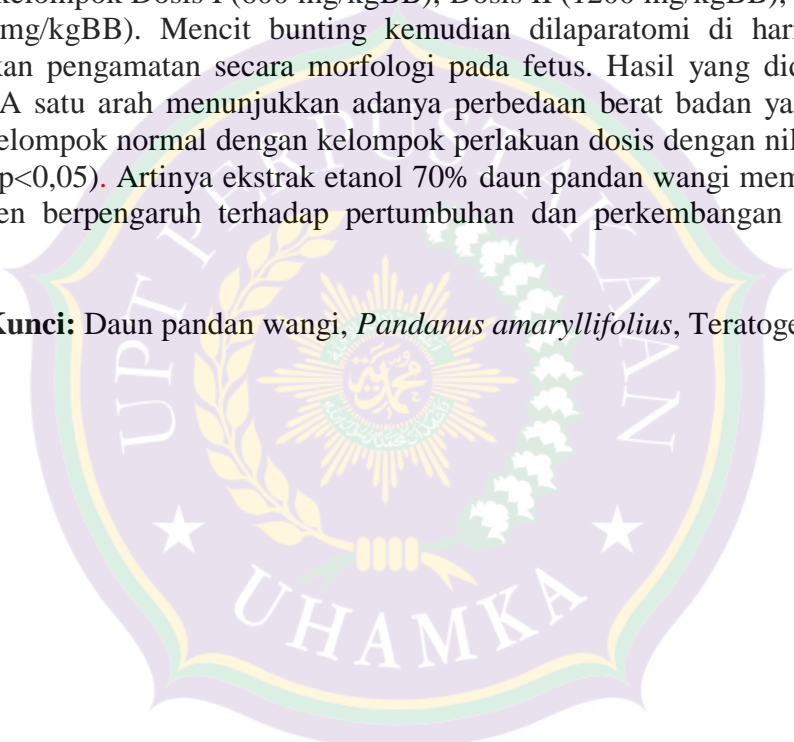 kelompok Dosis I (600 mg/kgBB), Dosis II (1200 mg/kgBB),
mg/kgBB). Mencit bunting kemudian dilaparatomi di hari
kan pengamatan secara morfologi pada fetus. Hasil yang did
A satu arah menunjukkan adanya perbedaan berat badan ya
elompok normal dengan kelompok perlakuan dosis dengan nil
p<0,05). Artinya ekstrak etanol 70% daun pandan wangi mem
en berpengaruh terhadap pertumbuhan dan perkembangan
Kunci: Daun pandan wangi, Pandanus amaryllifolius, Teratoge
UPT PERPUSTAKAAN
UHAMKA